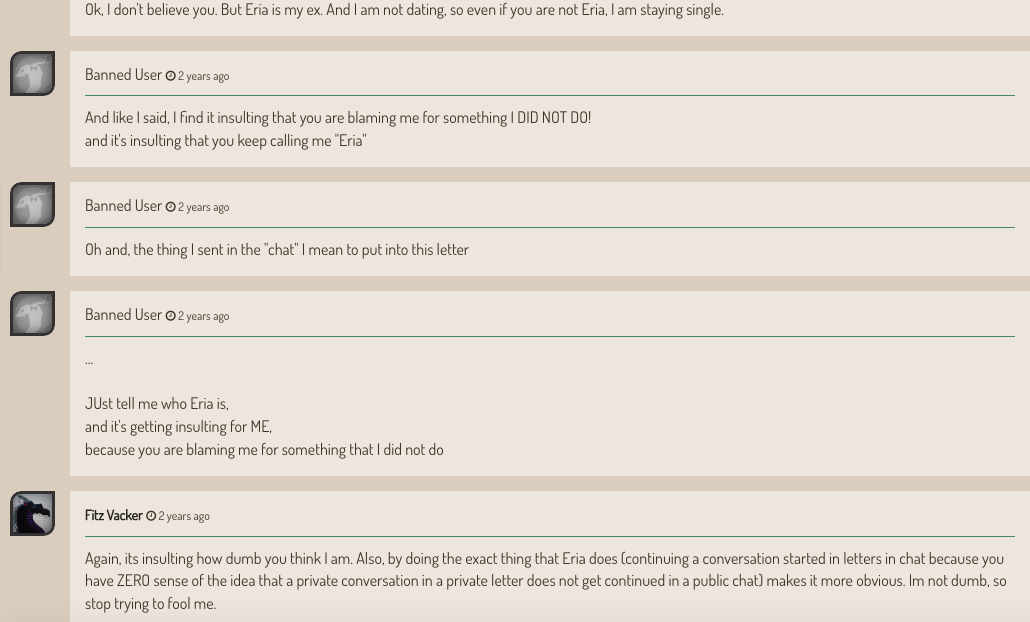 Ok, I don't believe you. But Eria is my ex. And I am not dating, so even if you are not Eria, I am staying single.
Banned User 2 years ago
And like I said, I find it insulting that you are blaming me for something I DID NOT DO!
and it's insulting that you keep calling me "Eria"
Banned User 2 years ago
Oh and, the thing I sent in the "chat" I mean to put into this letter
Banned User 2 years ago
...
JUst tell me who Eria is,
and it's getting insulting for ME,
because you are blaming me for something that I did not do
Fitz Vacker 2 years ago
Again, its insulting how dumb you think I am. Also, by doing the exact thing that Eria does (continuing a conversation started in letters in chat because you
have ZERO sense of the idea that a private conversation in a private letter does not get continued in a public chat) makes it more obvious. Im not dumb, so
stop trying to fool me.